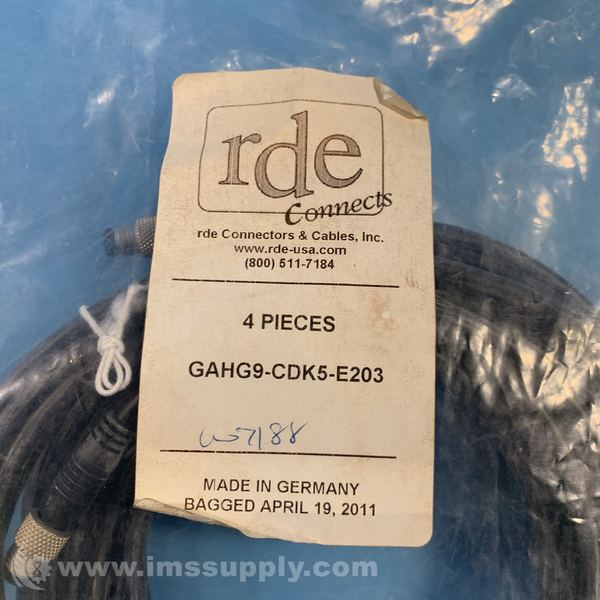 rde
Connects
rde Connectors & Cables, Inc.
www.rde-usa.com
(800) 511-7184
4 PIECES
GAHG9-CDK5-E203
W7188
MADE IN GERMANY
BAGGED APRIL 19, 2011
www.imssupply.com